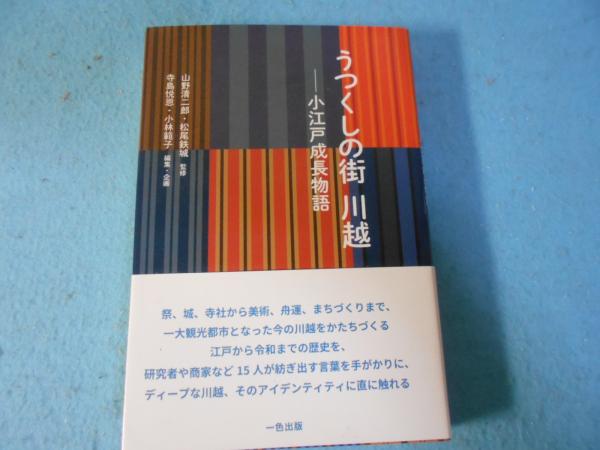 うつくしの街 川越
──小江戸成長物語
山野清二郎・松尾鉄城 監修
寺島悦恩・小林範子 編集・企画
祭、城、寺社から美術、舟運、まちづくりまで、
一大観光都市となった今の川越をかたちづくる
江戸から令和までの歴史を、
研究者や商家など 15 人が紡ぎ出す言葉を手がかりに、
ディープな川越、そのアイデンティティに直に触れる
一色出版